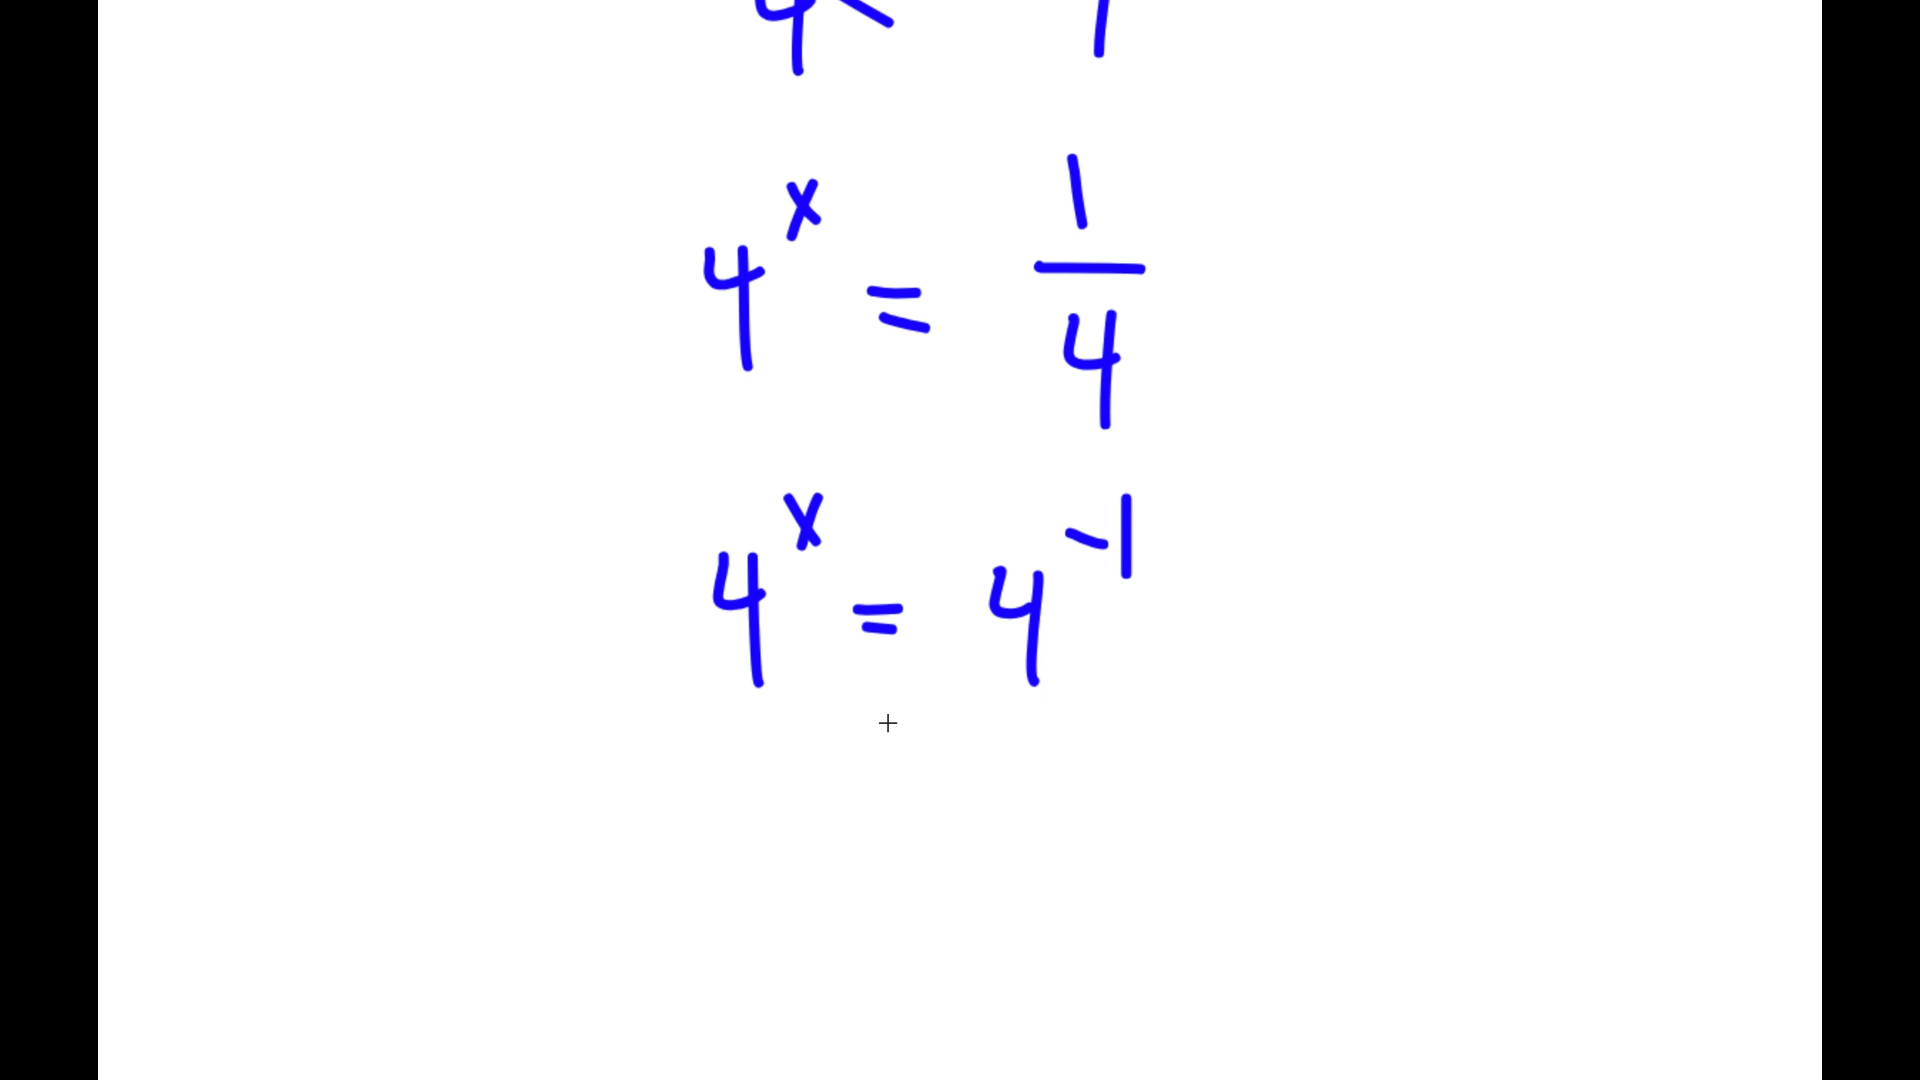 4^x = 1/4
4^x = 4^-1